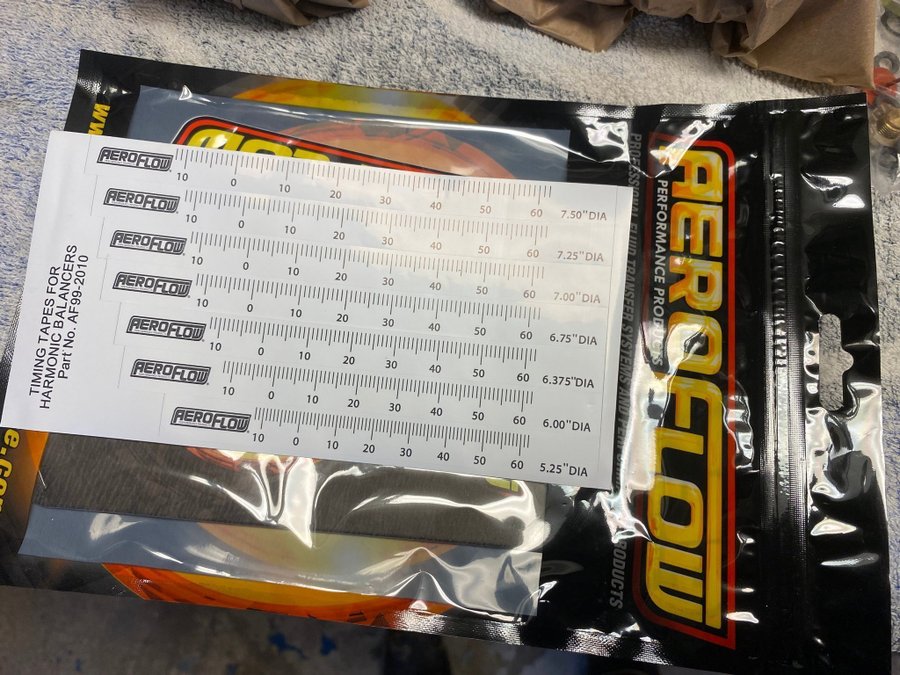 TIMING TAPES FOR
HARMONIC BALANCERS
Part No. AF99-2010
AEROFLOW 10 0 10 20 30 40 50 60 7.50"DIA
AEROFLOW 10 0 10 20 30 40 50 60 7.25"DIA
AEROFLOW 10 0 10 20 30 40 50 60 7.00"DIA
AEROFLOW 10 0 10 20 30 40 50 60 6.75"DIA
AEROFLOW 10 0 10 20 30 40 50 60 6.375"DIA
AEROFLOW 10 0 10 20 30 40 50 60 6.00"DIA
AEROFLOW 10 0 10 20 30 40 50 60 5.25"DIA
AEROFLOW
PERFORMANCE
PROFESSIONAL FLUID TRANSFER SYSTEMS AND PRODUCTS